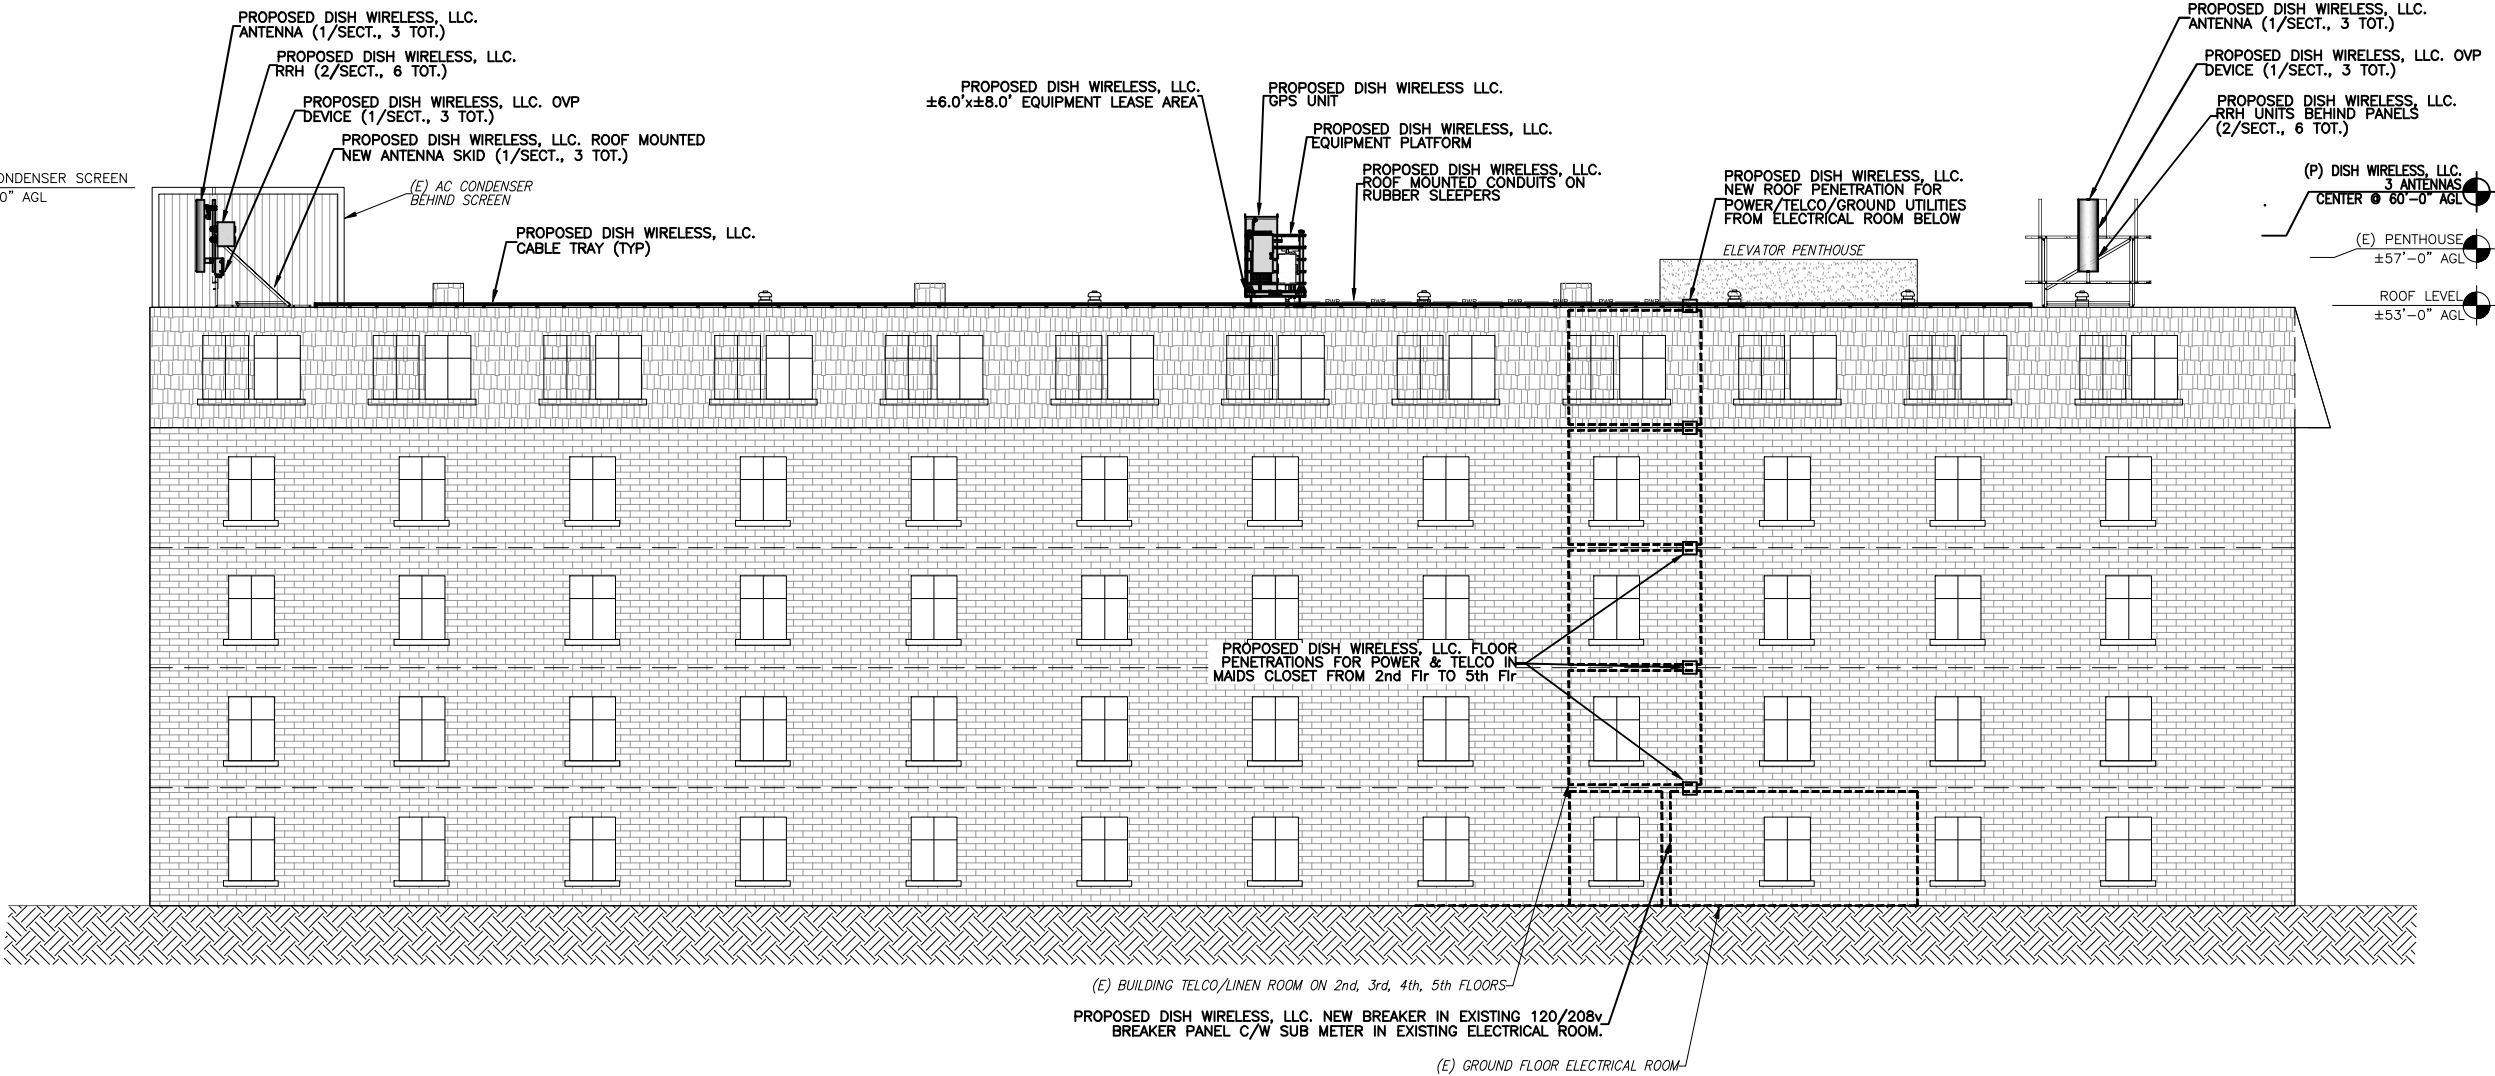 PROPOSED DISH WIRELESS, LLC.
ANTENNA (1/SECT., 3 TOT.)
PROPOSED DISH WIRELESS, LLC.
RRH (2/SECT., 6 TOT.)
PROPOSED DISH WIRELESS, LLC. OVP
DEVICE (1/SECT., 3 TOT.)
PROPOSED DISH WIRELESS, LLC. ROOF MOUNTED
NEW ANTENNA SKID (1/SECT., 3 TOT.)
ONDENSER SCREEN
0" AGL
(E) AC CONDENSER
BEHIND SCREEN
PROPOSED DISH WIRELESS, LLC.
CABLE TRAY (TYP)
PROPOSED DISH WIRELESS, LLC.
±6.0'x±8.0' EQUIPMENT LEASE AREA
PROPOSED DISH WIRELESS LLC.
GPS UNIT
PROPOSED DISH WIRELESS, LLC.
EQUIPMENT PLATFORM
PROPOSED DISH WIRELESS, LLC.
ROOF MOUNTED CONDUITS ON
RUBBER SLEEPERS
PROPOSED DISH WIRELESS, LLC.
NEW ROOF PENETRATION FOR
POWER/TELCO/GROUND UTILITIES
FROM ELECTRICAL ROOM BELOW
ELEVATOR PENTHOUSE
PROPOSED DISH WIRELESS, LLC.
ANTENNA (1/SECT., 3 TOT.)
PROPOSED DISH WIRELESS, LLC. OVP
DEVICE (1/SECT., 3 TOT.)
PROPOSED DISH WIRELESS, LLC.
RRH UNITS BEHIND PANELS
(2/SECT., 6 TOT.)
(P) DISH WIRELESS, LLC.
3 ANTENNAS
CENTER @ 60'-0" AGL
(E) PENTHOUSE
±57'-0" AGL
ROOF LEVEL
±53'-0" AGL
PWR PWR PWR PWR PWR PWR PWR PWR
PROPOSED DISH WIRELESS, LLC. FLOOR
PENETRATIONS FOR POWER & TELCO IN
MAIDS CLOSET FROM 2nd Flr TO 5th Flr
(E) BUILDING TELCO/LINEN ROOM ON 2nd, 3rd, 4th, 5th FLOORS
PROPOSED DISH WIRELESS, LLC. NEW BREAKER IN EXISTING 120/208v
BREAKER PANEL C/W SUB METER IN EXISTING ELECTRICAL ROOM.
(E) GROUND FLOOR ELECTRICAL ROOM